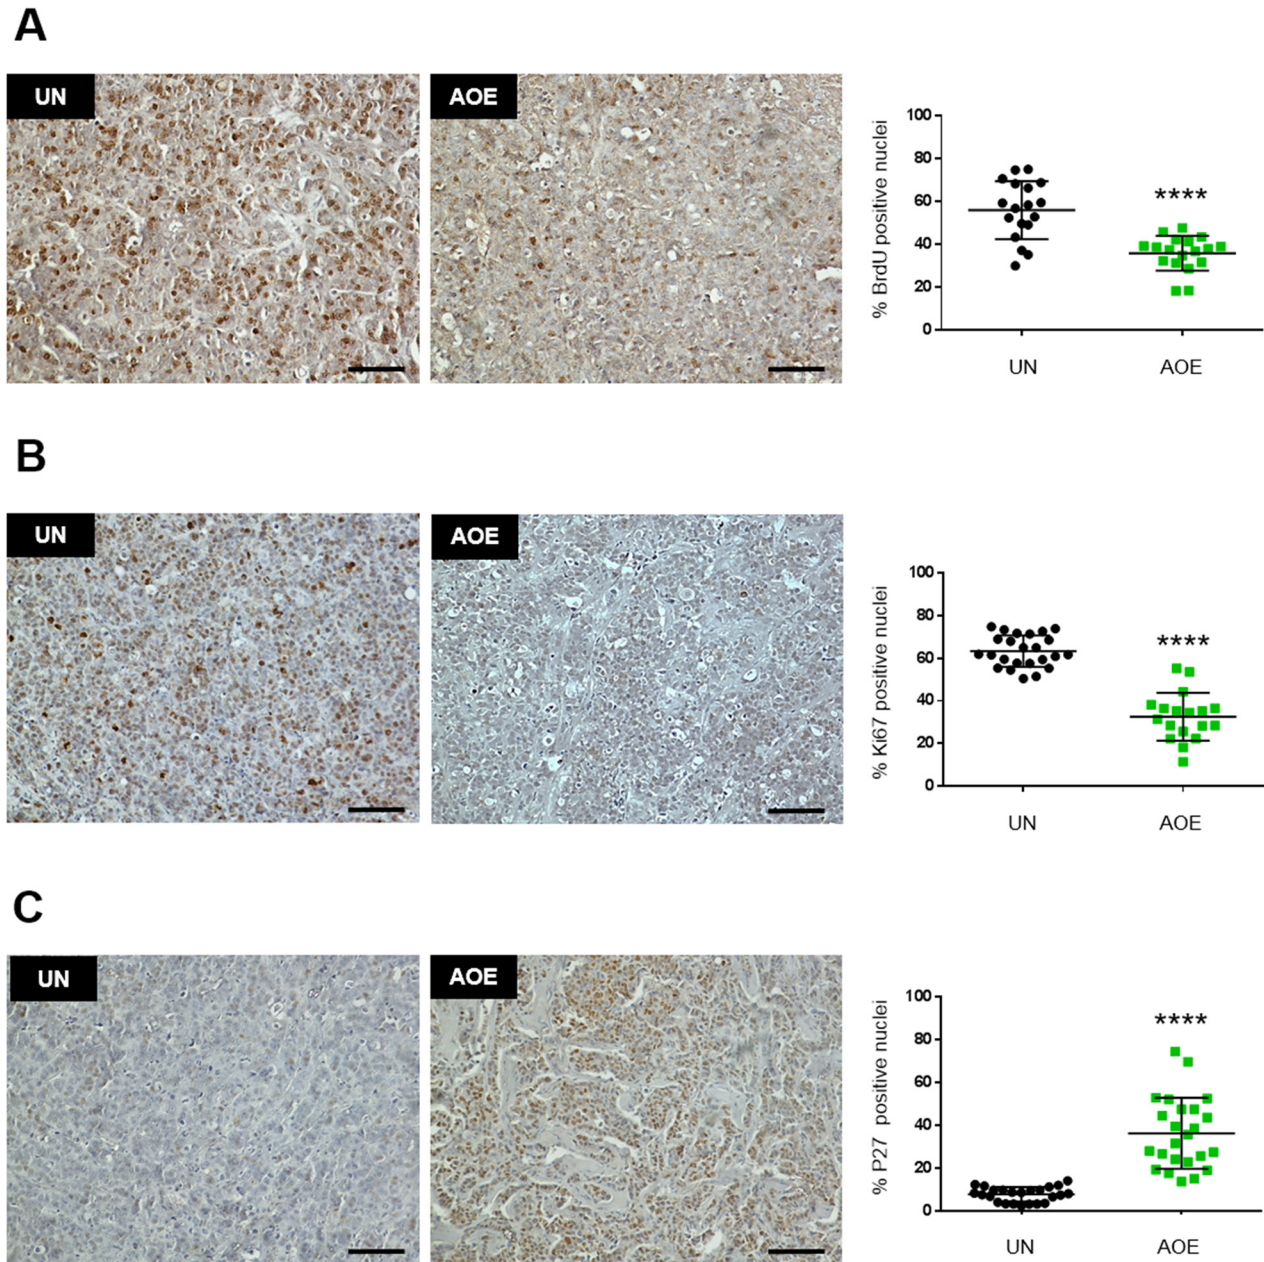 A
UN
AOE
% BrdU positive nuclei
100
80
60
40
20
0
****
UN
AOE
B
UN
AOE
% Ki67 positive nuclei
100
80
60
40
20
0
****
UN
AOE
C
UN
AOE
% P27 positive nuclei
100
80
60
40
20
0
****
UN
AOE